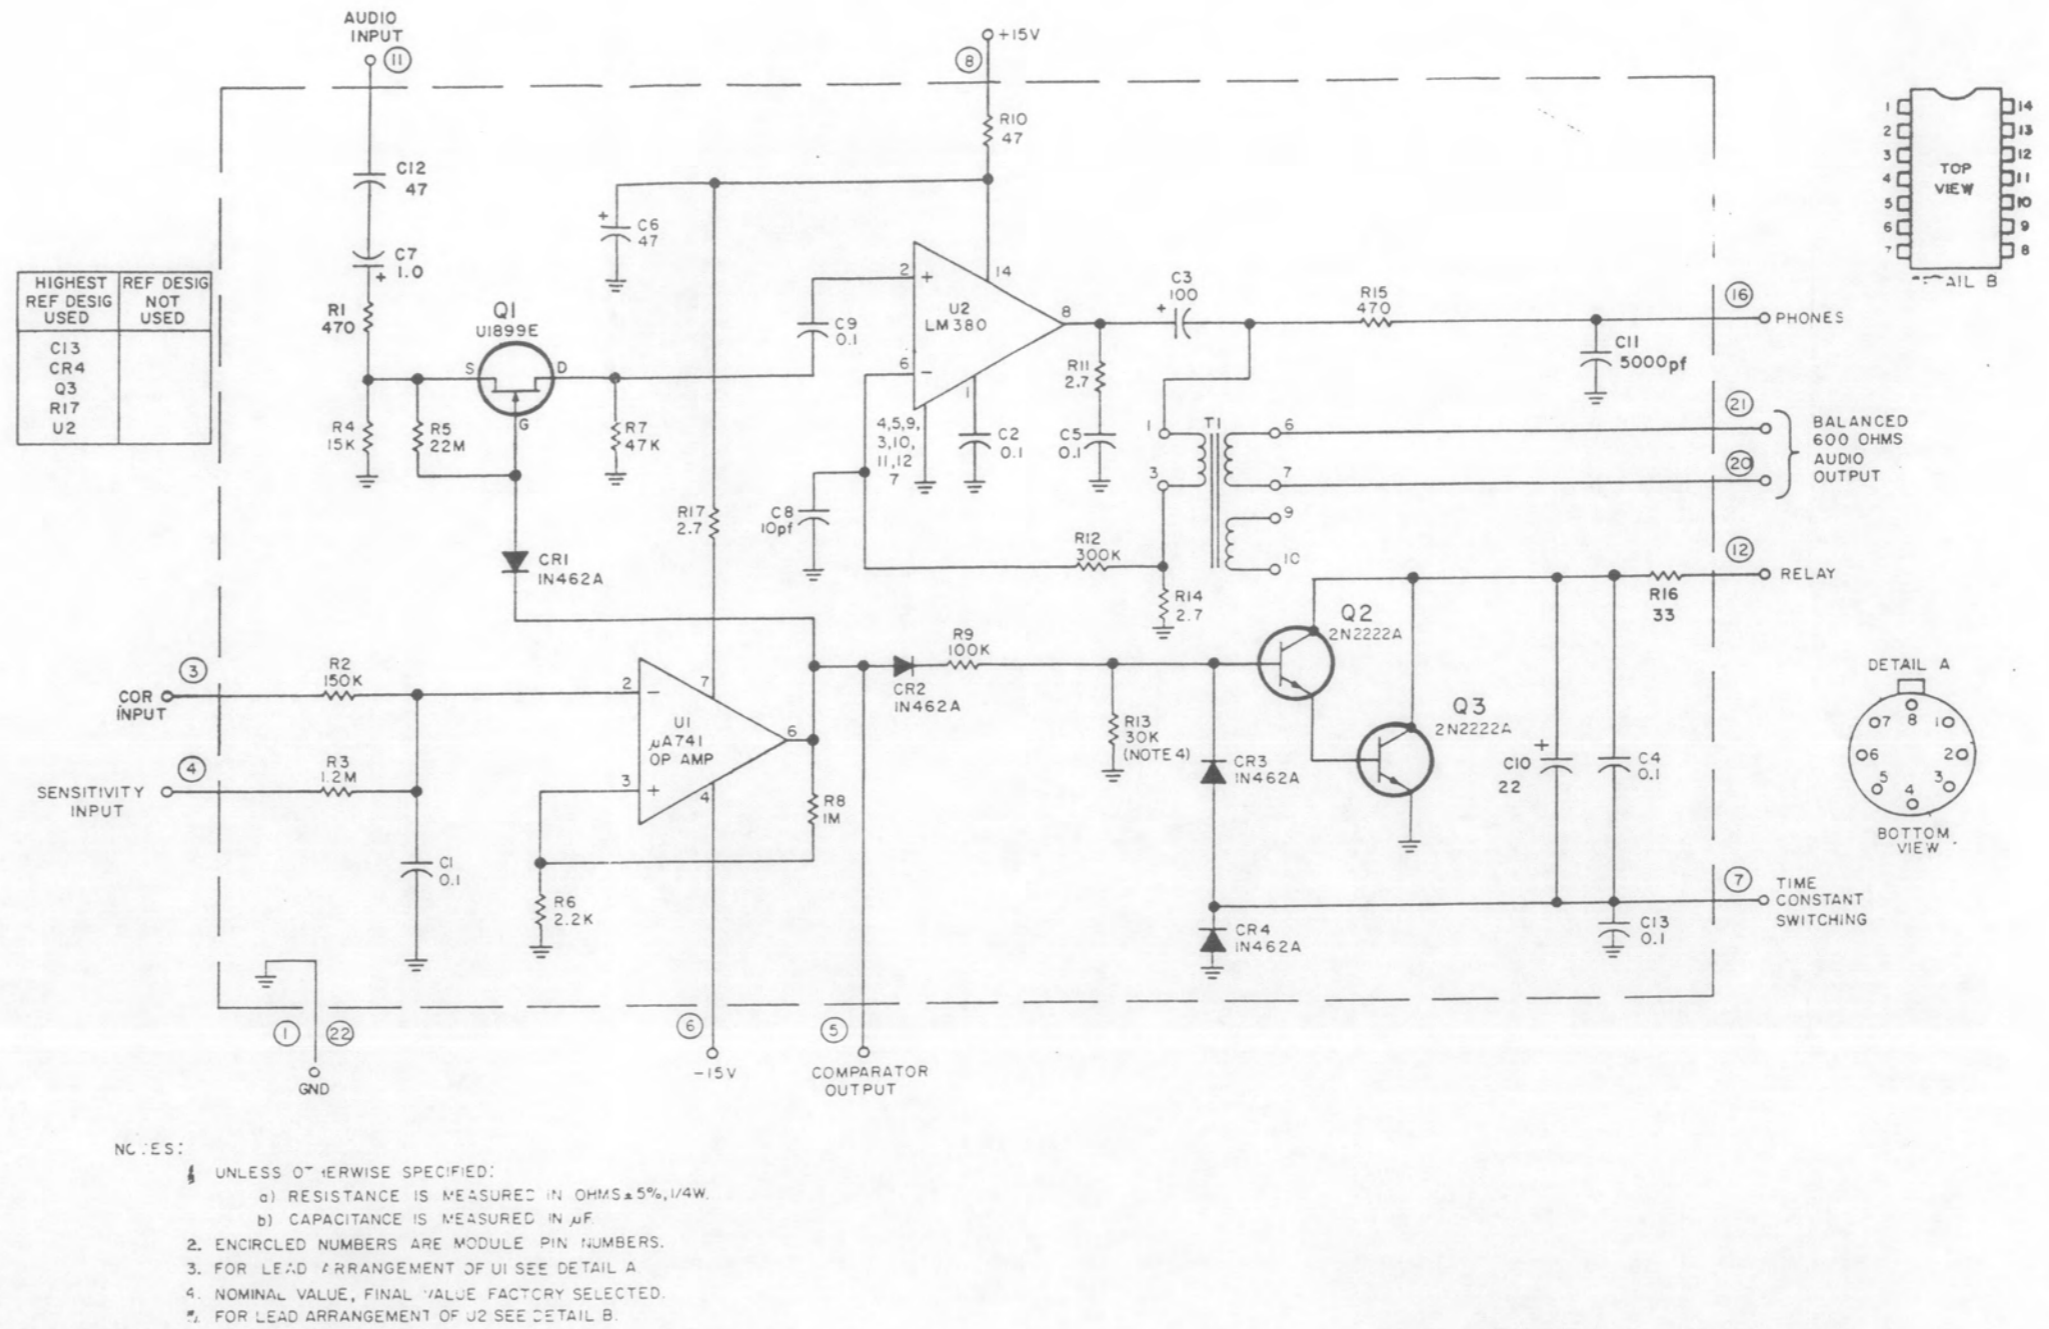 AUDIO
INPUT
11
+15V
8
R10
47
C12
47
C7
+ 1.0
R1
470
HIGHEST
REF DESIG
USED
REF DESIG
NOT
USED
C13
CR4
Q3
R17
U2
Q1
U1899E
S
D
G
R4
15K
R5
22M
R7
47K
+
C6
47
C9
0.1
2
+
14
U2
LM380
8
6
-
1
4,5,9,
3,10,
11,12
7
C2
0.1
C3
+ 100
R11
2.7
C5
0.1
R15
470
C11
5000pf
16
PHONES
21
20
BALANCED
600 OHMS
AUDIO
OUTPUT
T1
1
3
6
7
9
10
C8
10pf
R17
2.7
R12
300K
R14
2.7
CR1
1N462A
12
RELAY
R16
33
Q2
2N2222A
Q3
2N2222A
R9
100K
CR2
1N462A
R13
30K
(NOTE 4)
CR3
1N462A
CR4
1N462A
+
C10
22
C4
0.1
C13
0.1
7
TIME
CONSTANT
SWITCHING
3
COR
INPUT
R2
150K
4
SENSITIVITY
INPUT
R3
1.2M
2
-
7
U1
µA741
OP AMP
6
3
+
4
R8
1M
C1
0.1
R6
2.2K
1
22
GND
6
-15V
5
COMPARATOR
OUTPUT
1
2
3
4
5
6
7
TOP
VIEW
14
13
12
11
10
9
8
B
DETAIL A
7
8
1
6
2
5
4
3
BOTTOM
VIEW
UNLESS SPECIFIED:
a) RESISTANCE IS MEASURED IN OHMS ± 5%, 1/4W.
b) CAPACITANCE IS MEASURED IN µF.
2. ENCIRCLED NUMBERS ARE MODULE PIN NUMBERS.
3. FOR LEAD ARRANGEMENT OF U1 SEE DETAIL A
4. NOMINAL VALUE, FINAL VALUE FACTORY SELECTED.
FOR LEAD ARRANGEMENT OF U2 SEE DETAIL B.